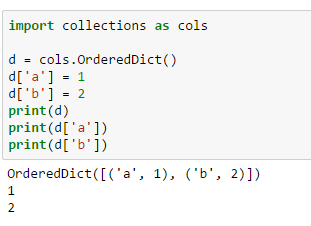 import collections as cols
d = cols.OrderedDict()
d['a'] = 1
d['b'] = 2
print(d)
print(d['a'])
print(d['b'])
OrderedDict([('a', 1), ('b', 2)])
1
2